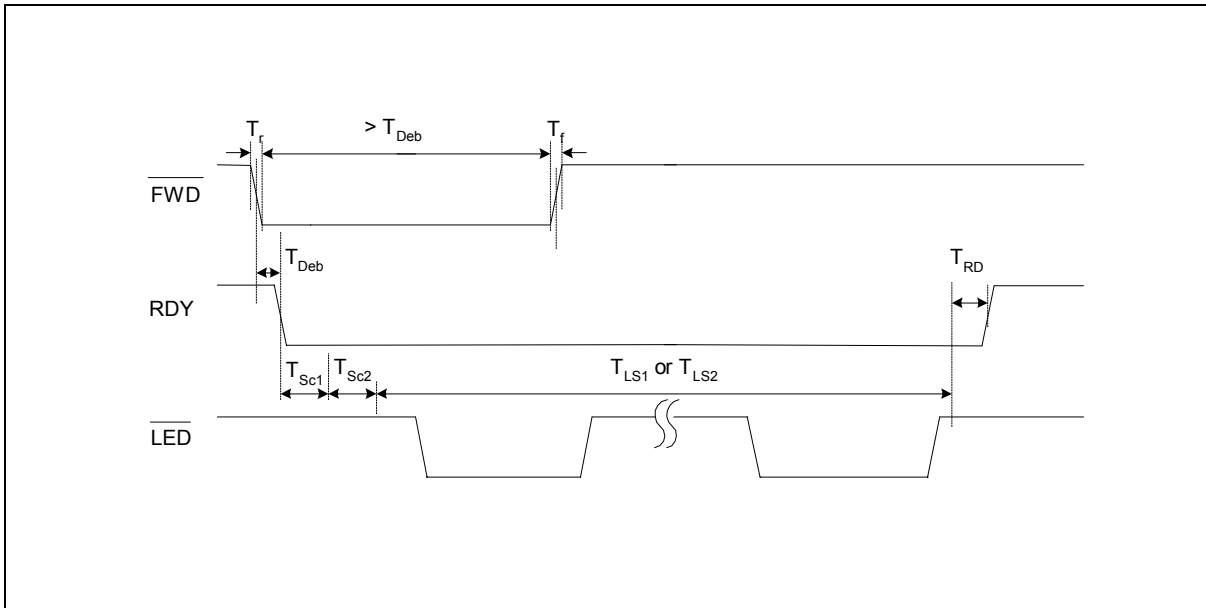 Tr
> TDeb
Tf
FWD
TDeb
TRD
RDY
TSc1
TSc2
TLS1 or TLS2
LED